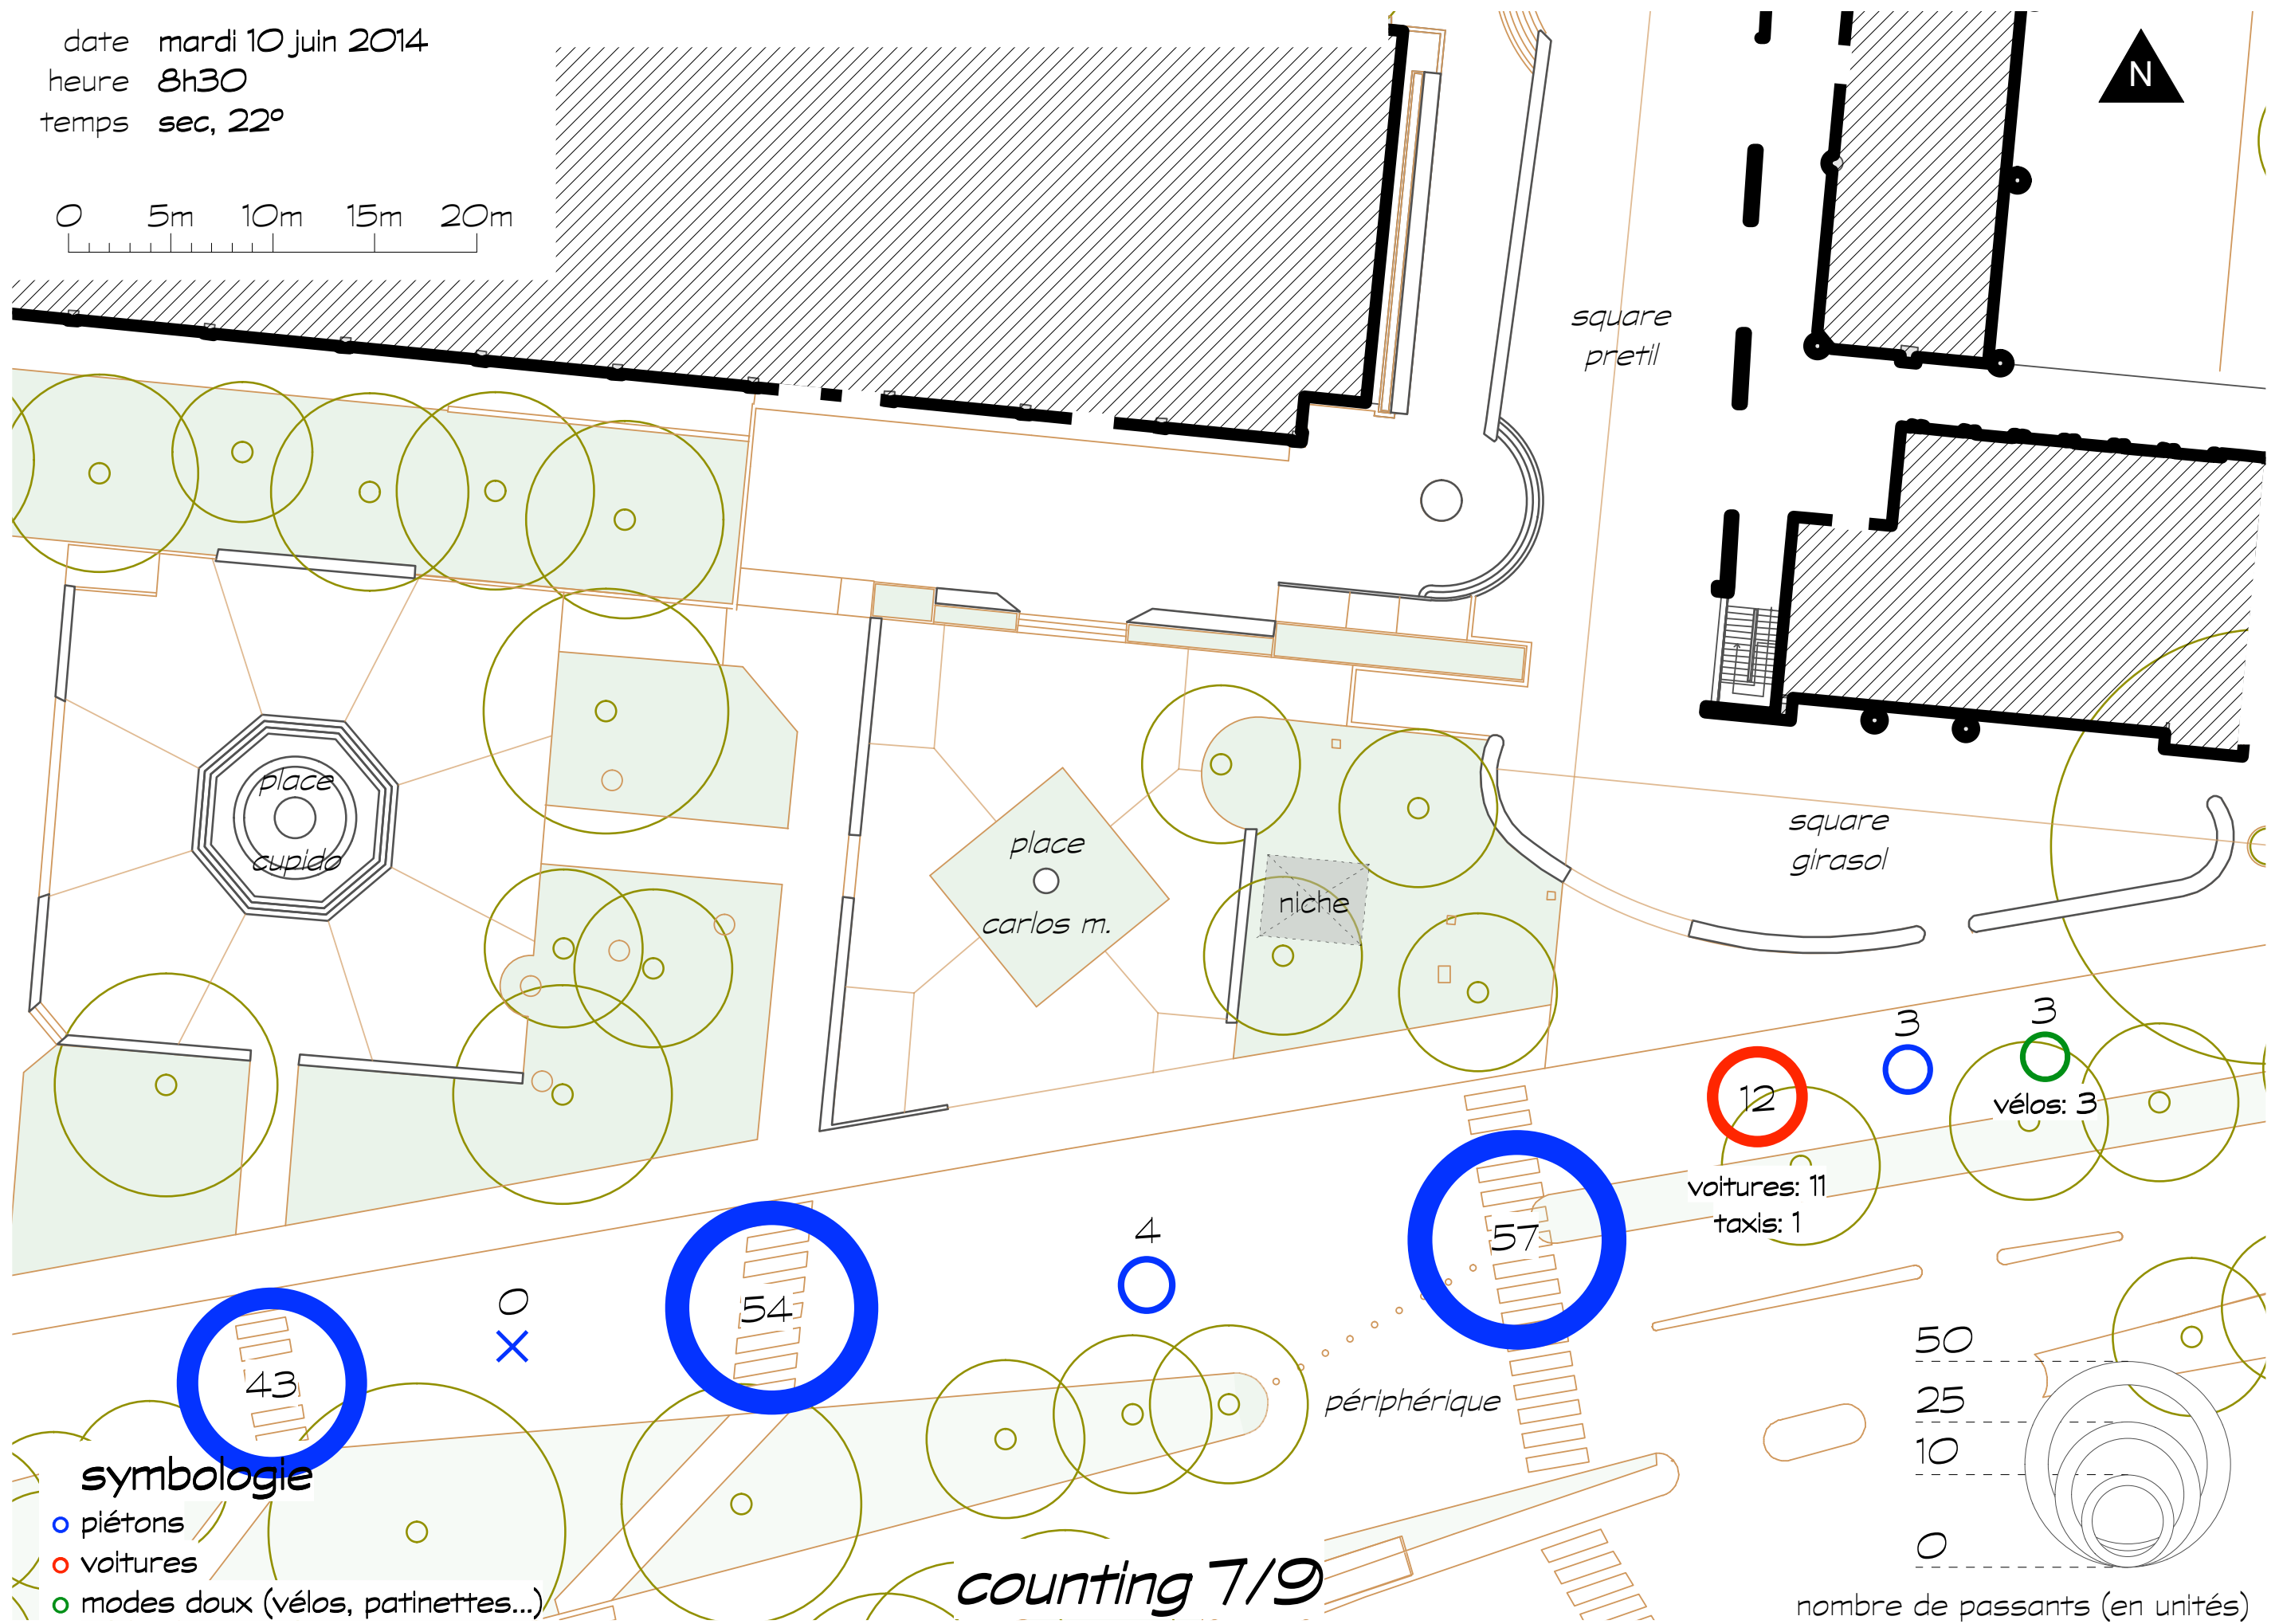 date mardi 10 juin 2014
heure 8h30
temps sec, 22°
0 5m 10m 15m 20m
N
square
pretil
place
cupido
place
carlos m.
niche
square
girasol
3
3
12
vélos: 3
voitures: 11
taxis: 1
4
57
0
54
43
périphérique
50
25
10
0
nombre de passants (en unités)
symbologie
piétons
voitures
modes doux (vélos, patinettes...)
counting 7/9